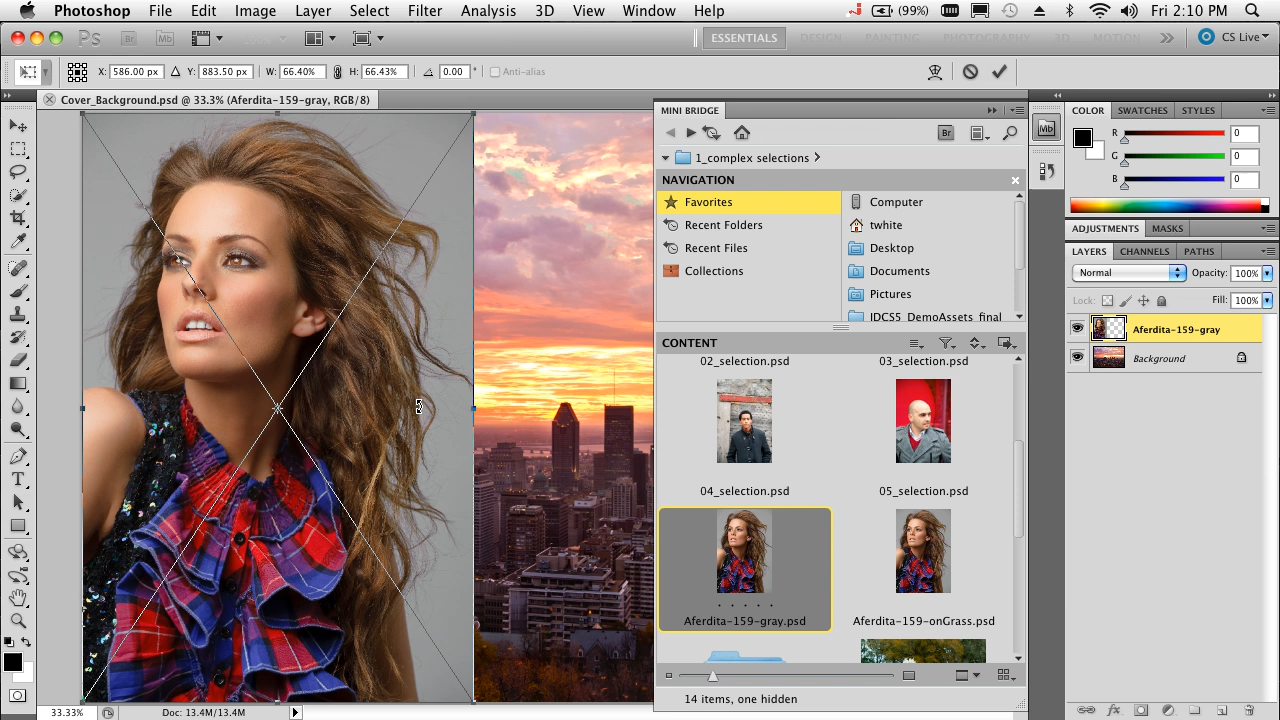 Photoshop File Edit Image Layer Select Filter Analysis 3D View Window Help (99%) Fri 2:10 PM
Ps Br Mb ESSENTIALS DESIGN PAINTING PHOTOGRAPHY 3D MOTION CS Live
X: 586.00 px Y: 883.50 px W: 66.40% H: 66.43% 0.00 ° Anti-alias
Cover_Background.psd @ 33.3% (Aferdita-159-gray, RGB/8)
MINI BRIDGE
Br
1_complex selections
NAVIGATION
Favorites
Recent Folders
Recent Files
Collections
Computer
twhite
Desktop
Documents
Pictures
IDCS5_DemoAssets_final
CONTENT
02_selection.psd 03_selection.psd
04_selection.psd 05_selection.psd
Aferdita-159-gray.psd Aferdita-159-onGrass.psd
14 items, one hidden
Mb
COLOR SWATCHES STYLES
R 0
G 0
B 0
ADJUSTMENTS MASKS
LAYERS CHANNELS PATHS
Normal Opacity: 100%
Lock: Fill: 100%
Aferdita-159-gray
Background
fx
T
33.33% Doc: 13.4M/13.4M